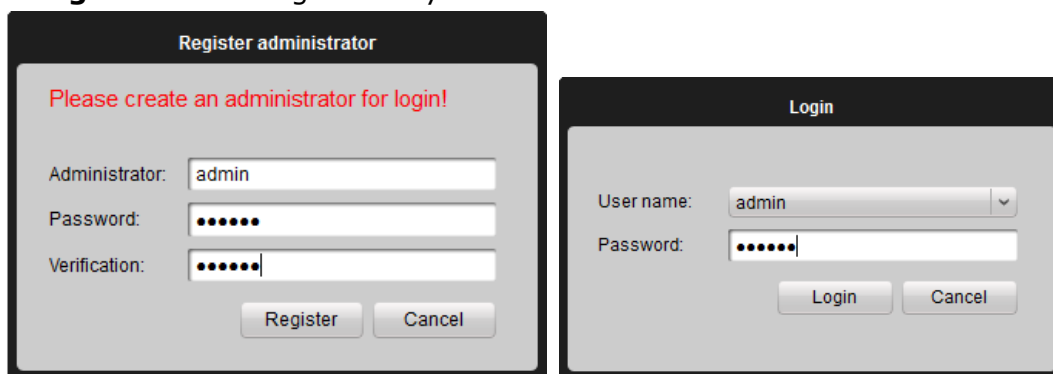 Register administrator
Please create an administrator for login!
Administrator: admin
Password: ●●●●●●
Verification: ●●●●●●
Register Cancel
Login
User name: admin
Password: ●●●●●●
Login Cancel